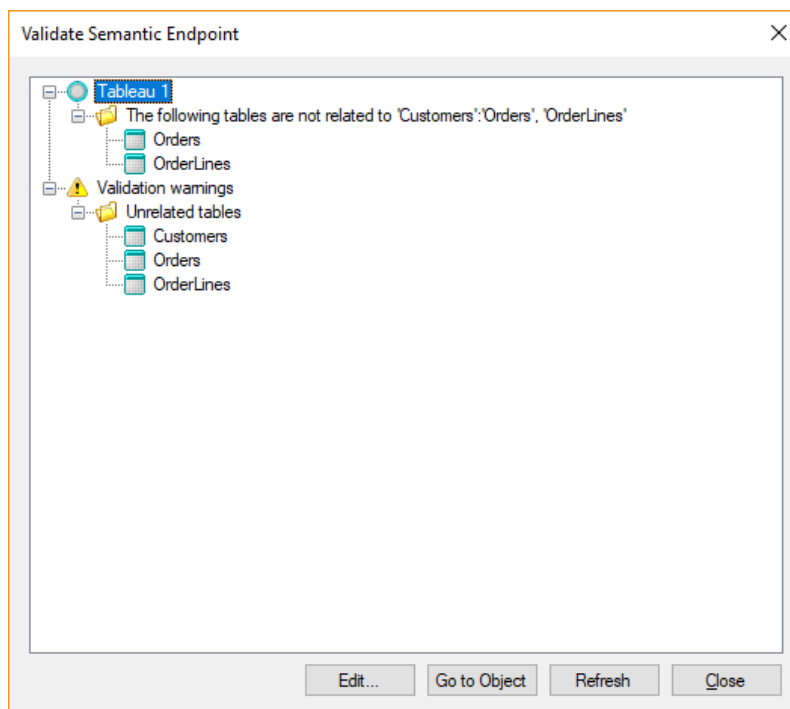 Validate Semantic Endpoint
Tableau 1
The following tables are not related to 'Customers':'Orders', 'OrderLines'
Orders
OrderLines
Validation warnings
Unrelated tables
Customers
Orders
OrderLines
Edit... Go to Object Refresh Close